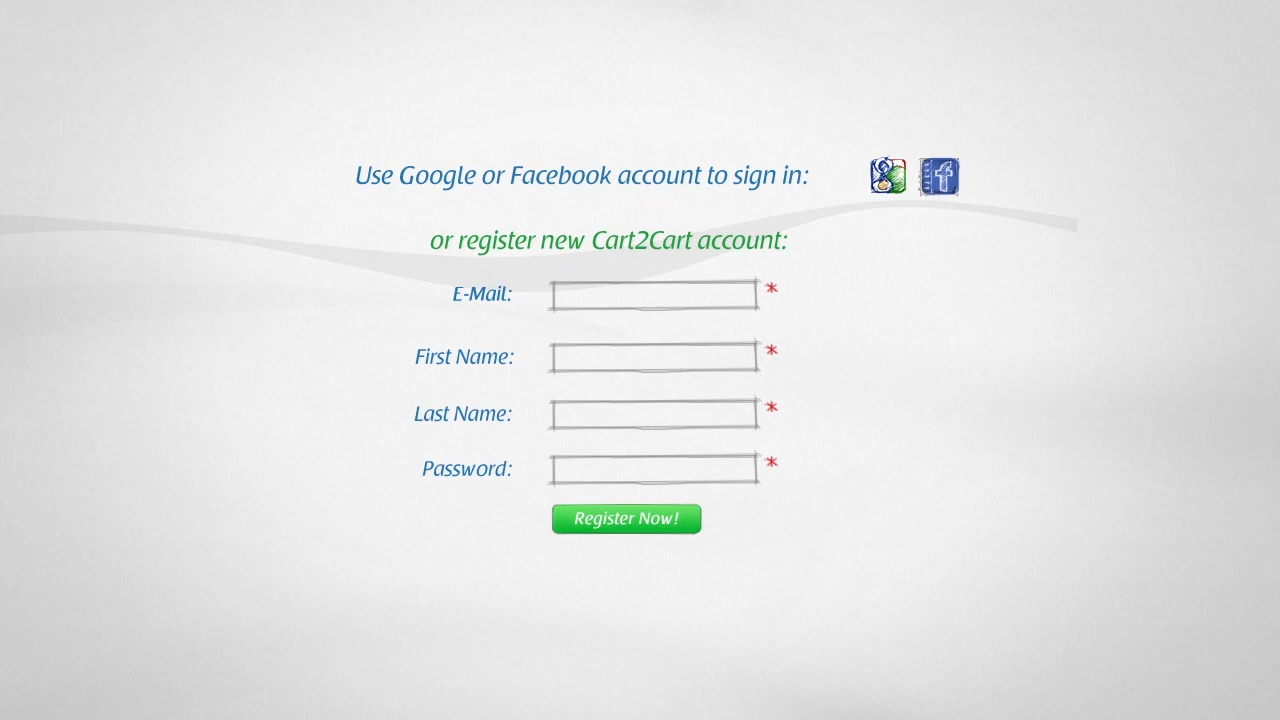 Use Google or Facebook account to sign in:
or register new Cart2Cart account:
E-Mail: *
First Name: *
Last Name: *
Password: *
Register Now!